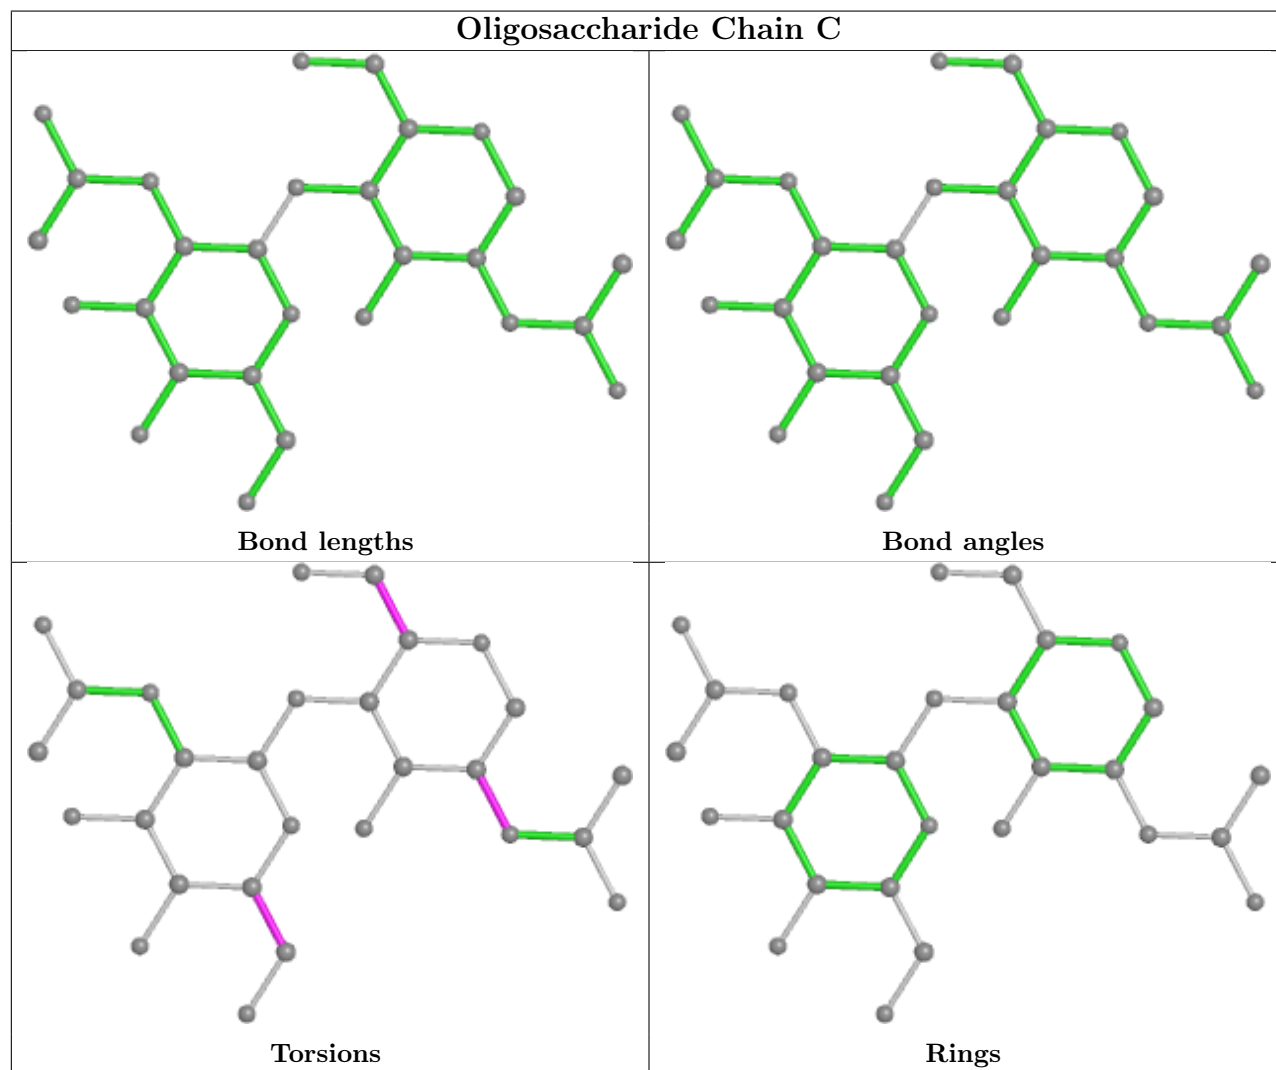 Oligosaccharide Chain C
Bond lengths
Bond angles
Torsions
Rings